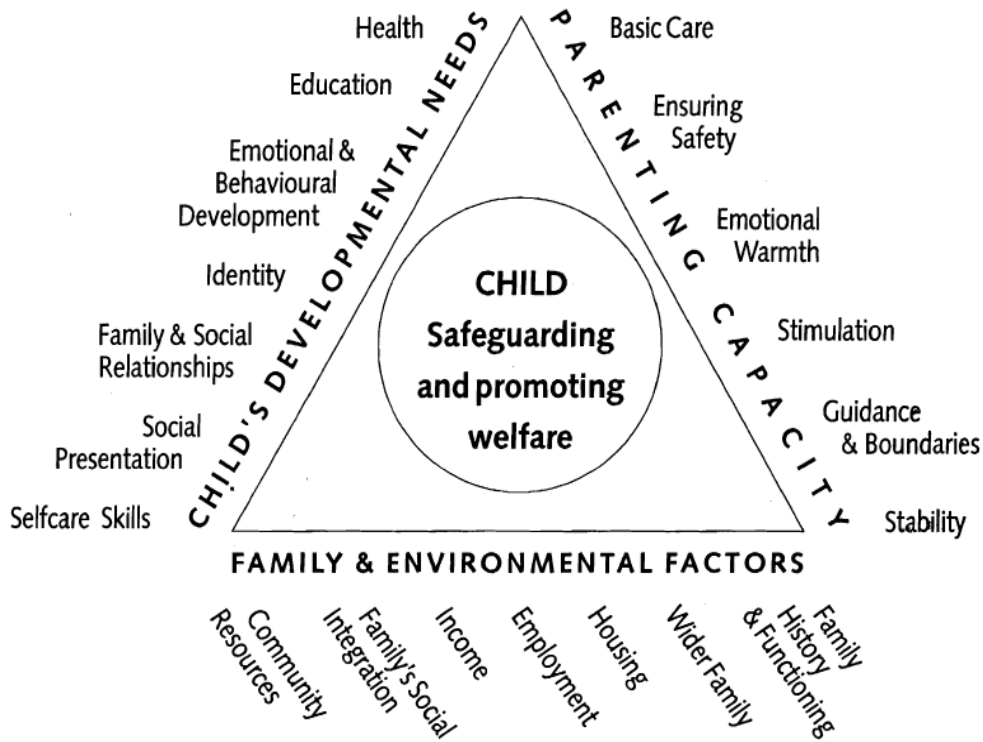 Health
Education
Emotional &
Behavioural
Development
Identity
Family & Social
Relationships
Social
Presentation
Selfcare Skills
CHILD'S DEVELOPMENTAL NEEDS
PARENTING CAPACITY
Basic Care
Ensuring
Safety
Emotional
Warmth
Stimulation
Guidance
& Boundaries
Stability
CHILD
Safeguarding
and promoting
welfare
FAMILY & ENVIRONMENTAL FACTORS
Community
Resources
Family's Social
Integration
Income
Employment
Housing
Wider Family
Family
History
& Functioning